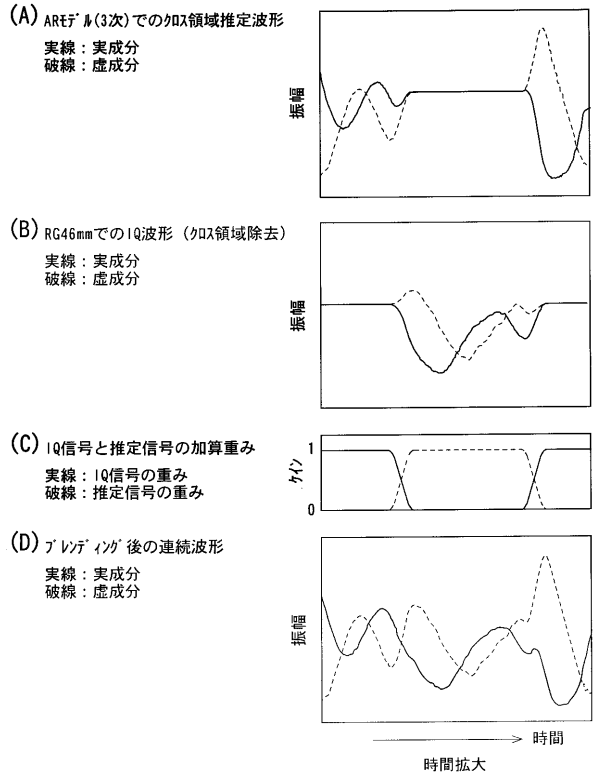 (A) ARﾓﾃﾞﾙ(3次)でのｸﾛｽ領域推定波形
実線：実成分
破線：虚成分
振幅
(B) RG46mmでのIQ波形（ｸﾛｽ領域除去）
実線：実成分
破線：虚成分
振幅
(C) IQ信号と推定信号の加算重み
実線：IQ信号の重み
破線：推定信号の重み
1
ｹﾞｲﾝ
0
(D) ﾌﾞﾚﾝﾃﾞｨﾝｸﾞ後の連続波形
実線：実成分
破線：虚成分
振幅
時間
時間拡大